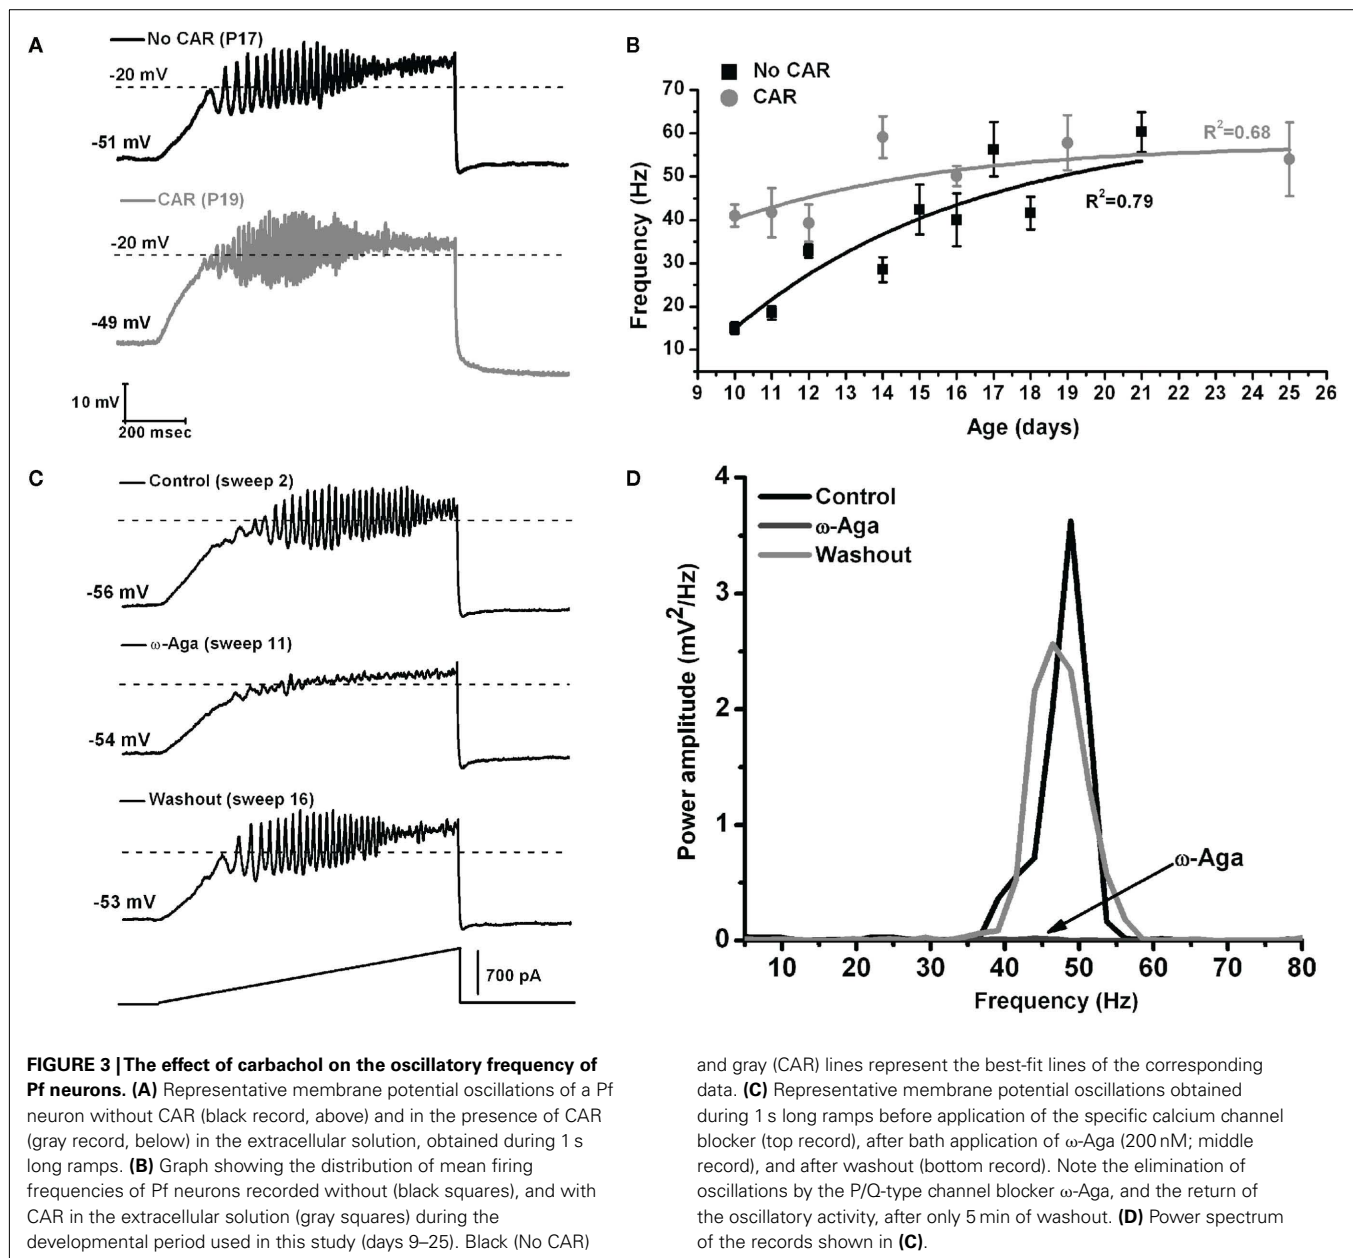 A
No CAR (P17)
-20 mV
-51 mV
CAR (P19)
-20 mV
-49 mV
10 mV
200 msec
B
No CAR
CAR
R²=0.68
R²=0.79
Frequency (Hz)
70
60
50
40
30
20
10
9 10 11 12 13 14 15 16 17 18 19 20 21 22 23 24 25 26
Age (days)
C
Control (sweep 2)
-56 mV
ω-Aga (sweep 11)
-54 mV
Washout (sweep 16)
-53 mV
700 pA
D
Control
ω-Aga
Washout
ω-Aga
Power amplitude (mV²/Hz)
4
3
2
1
0
10 20 30 40 50 60 70 80
Frequency (Hz)
FIGURE 3 | The effect of carbachol on the oscillatory frequency of
Pf neurons. (A) Representative membrane potential oscillations of a Pf
neuron without CAR (black record, above) and in the presence of CAR
(gray record, below) in the extracellular solution, obtained during 1 s
long ramps. (B) Graph showing the distribution of mean firing
frequencies of Pf neurons recorded without (black squares), and with
CAR in the extracellular solution (gray squares) during the
developmental period used in this study (days 9–25). Black (No CAR)
and gray (CAR) lines represent the best-fit lines of the corresponding
data. (C) Representative membrane potential oscillations obtained
during 1 s long ramps before application of the specific calcium channel
blocker (top record), after bath application of ω-Aga (200 nM; middle
record), and after washout (bottom record). Note the elimination of
oscillations by the P/Q-type channel blocker ω-Aga, and the return of
the oscillatory activity, after only 5 min of washout. (D) Power spectrum
of the records shown in (C).